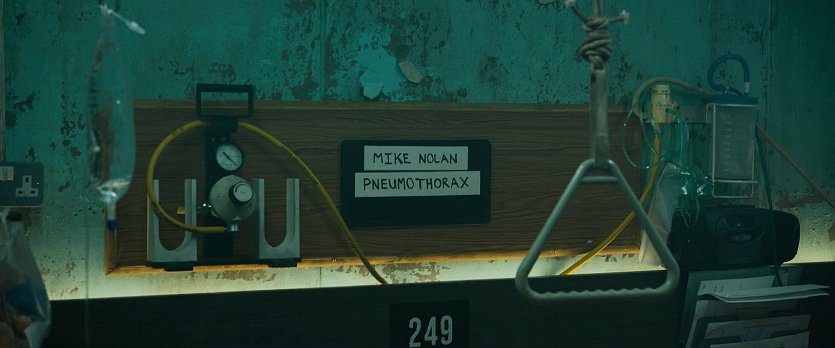 MIKE NOLAN
PNEUMOTHORAX
249